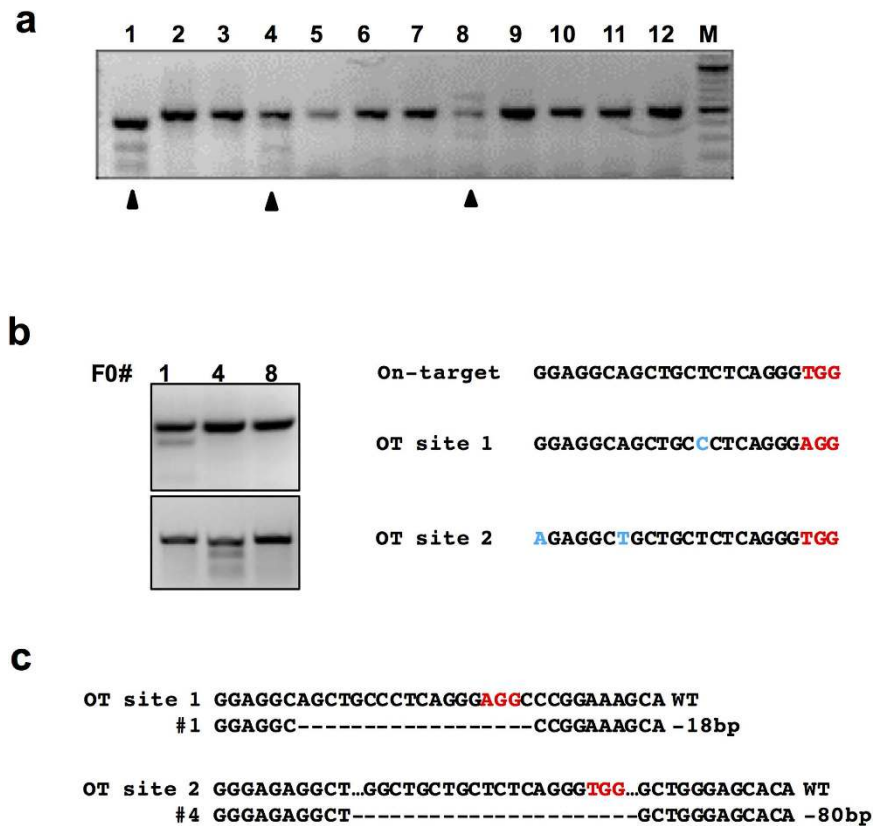 a
1 2 3 4 5 6 7 8 9 10 11 12 M
b
F0# 1 4 8
On-target GGAGGCAGCTGCTCTCAGGGTGG
OT site 1 GGAGGCAGCTGCCCTCAGGGAGG
OT site 2 AGAGGCTGCTGCTCTCAGGGTGG
c
OT site 1 GGAGGCAGCTGCCCTCAGGGAGGCCCGGAAAGCA WT
#1 GGAGGC------------------CCGGAAAGCA -18bp
OT site 2 GGGAGAGGCT…GGCTGCTGCTCTCAGGGTGG…GCTGGGAGCACA WT
#4 GGGAGAGGCT----------------------GCTGGGAGCACA -80bp